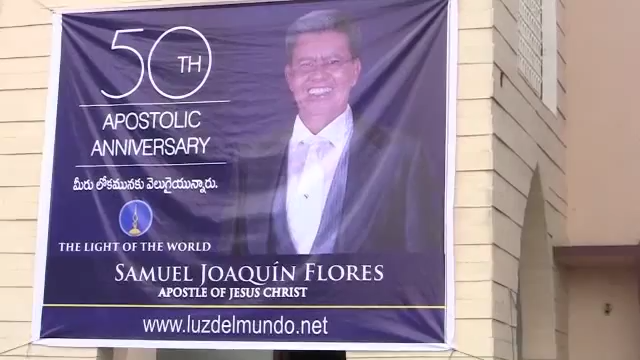 50TH
APOSTOLIC
ANNIVERSARY
మీరు లోకమునకు వెలుగైయున్నారు.
THE LIGHT OF THE WORLD
SAMUEL JOAQUÍN FLORES
APOSTLE OF JESUS CHRIST
www.luzdelmundo.net